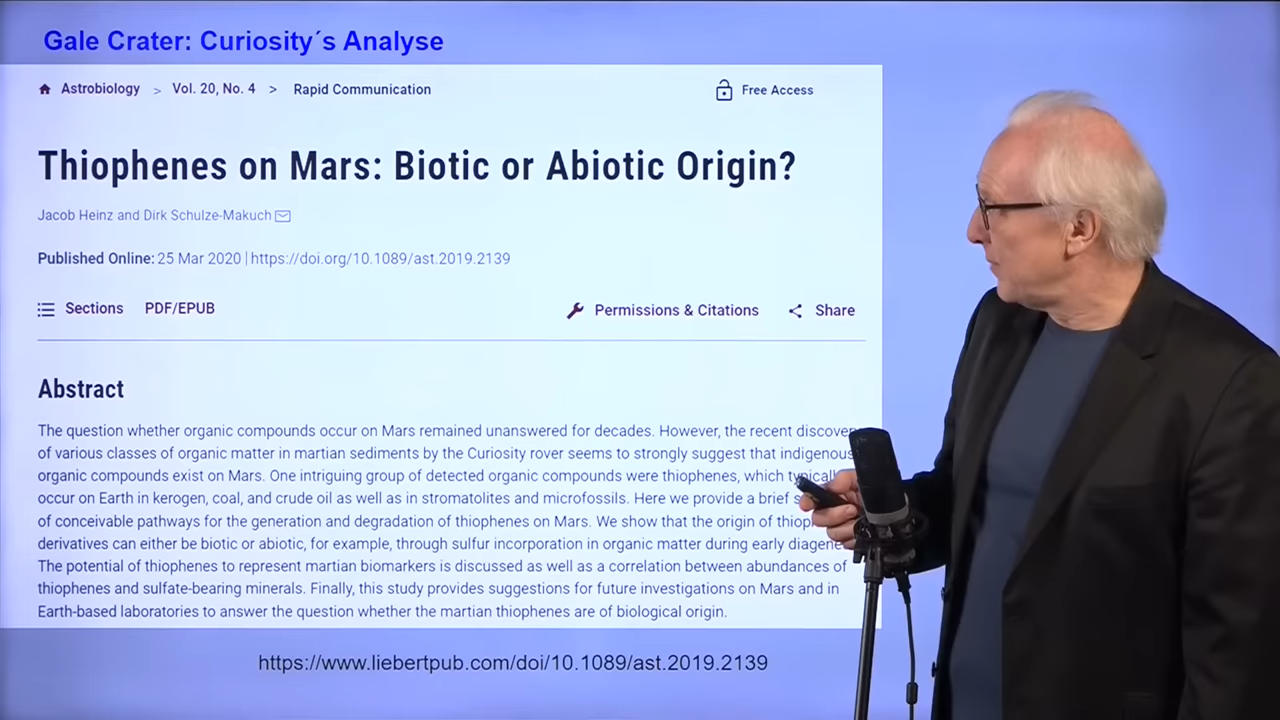 Gale Crater: Curiosity´s Analyse
Astrobiology > Vol. 20, No. 4 > Rapid Communication
Free Access
Thiophenes on Mars: Biotic or Abiotic Origin?
Jacob Heinz and Dirk Schulze-Makuch
Published Online: 25 Mar 2020 | https://doi.org/10.1089/ast.2019.2139
Sections PDF/EPUB
Permissions & Citations Share
Abstract
The question whether organic compounds occur on Mars remained unanswered for decades. However, the recent
of various classes of organic matter in martian sediments by the Curiosity rover seems to strongly suggest that indigenous
organic compounds exist on Mars. One intriguing group of detected organic compounds were thiophenes, which
occur on Earth in kerogen, coal, and crude oil as well as in stromatolites and microfossils. Here we provide a brief
of conceivable pathways for the generation and degradation of thiophenes on Mars. We show that the origin of
derivatives can either be biotic or abiotic, for example, through sulfur incorporation in organic matter during early
The potential of thiophenes to represent martian biomarkers is discussed as well as a correlation between abundances of
thiophenes and sulfate-bearing minerals. Finally, this study provides suggestions for future investigations on Mars and in
Earth-based laboratories to answer the question whether the martian thiophenes are of biological origin.
https://www.liebertpub.com/doi/10.1089/ast.2019.2139